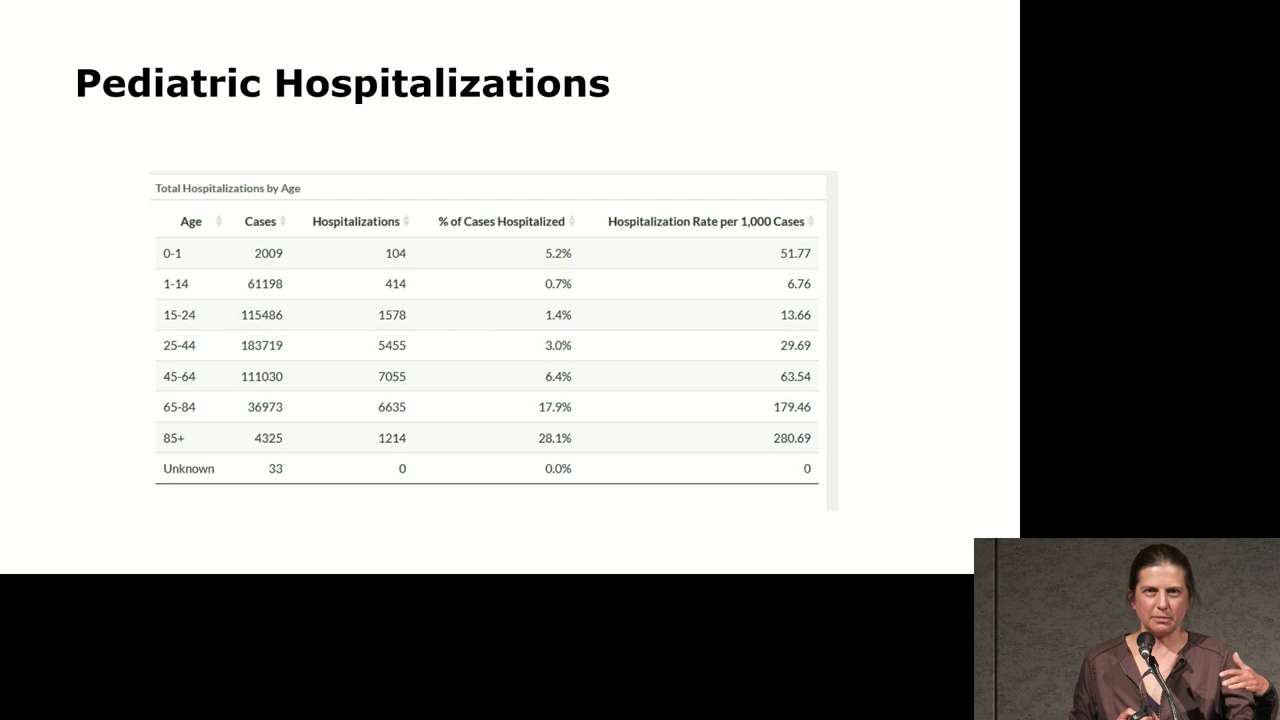 Pediatric Hospitalizations
Total Hospitalizations by Age
Age Cases Hospitalizations % of Cases Hospitalized Hospitalization Rate per 1,000 Cases
0-1 2009 104 5.2% 51.77
1-14 61198 414 0.7% 6.76
15-24 115486 1578 1.4% 13.66
25-44 183719 5455 3.0% 29.69
45-64 111030 7055 6.4% 63.54
65-84 36973 6635 17.9% 179.46
85+ 4325 1214 28.1% 280.69
Unknown 33 0 0.0% 0